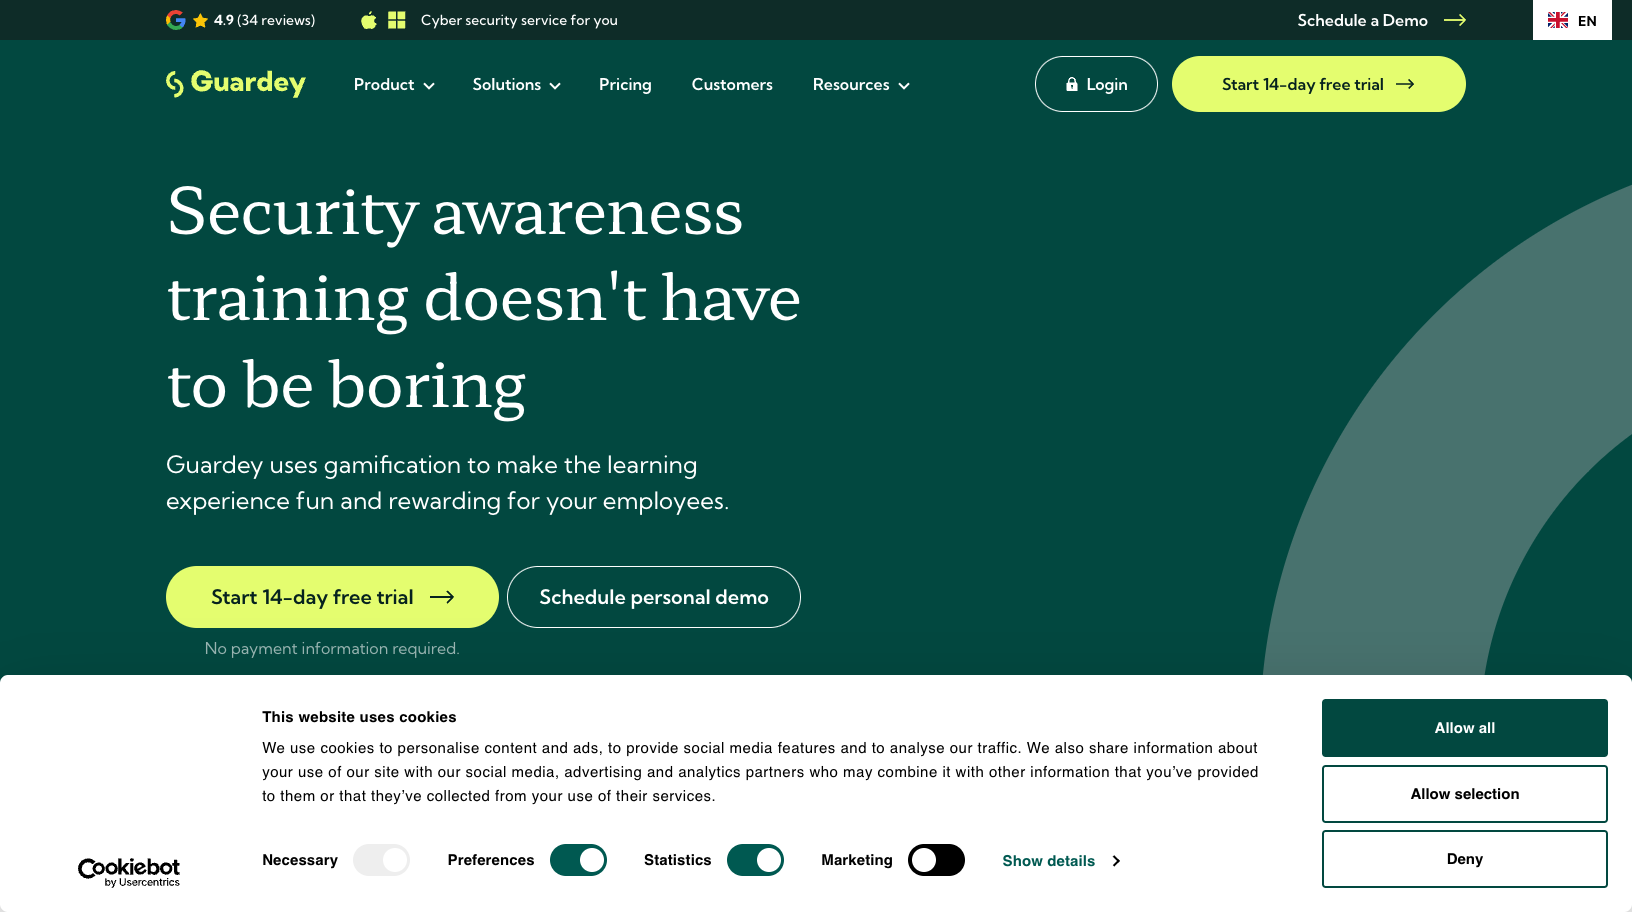 4.9 (34 reviews)
Cyber security service for you
Schedule a Demo
EN
Guardey
Product
Solutions
Pricing
Customers
Resources
Login
Start 14-day free trial
Security awareness
training doesn't have
to be boring
Guardey uses gamification to make the learning
experience fun and rewarding for your employees.
Start 14-day free trial
Schedule personal demo
No payment information required.
This website uses cookies
We use cookies to personalise content and ads, to provide social media features and to analyse our traffic. We also share information about
your use of our site with our social media, advertising and analytics partners who may combine it with other information that you’ve provided
to them or that they’ve collected from your use of their services.
Allow all
Allow selection
Deny
Cookiebot
by Usercentrics
Necessary
Preferences
Statistics
Marketing
Show details